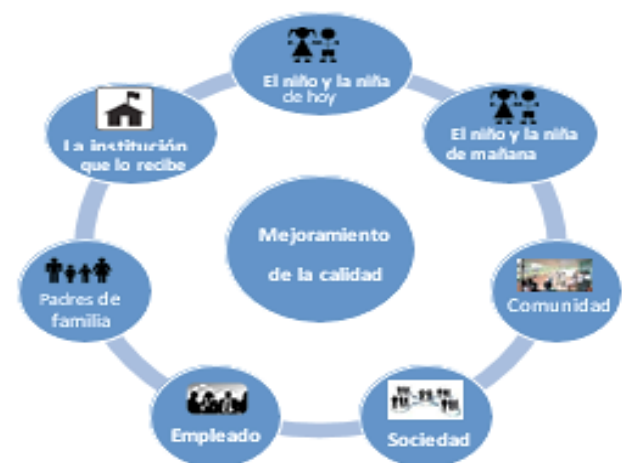 El niño y la niña
de hoy
El niño y la niña
de mañana
Comunidad
Sociedad
Empleado
Padres de
familia
La institución
que lo recibe
Mejoramiento
de la calidad